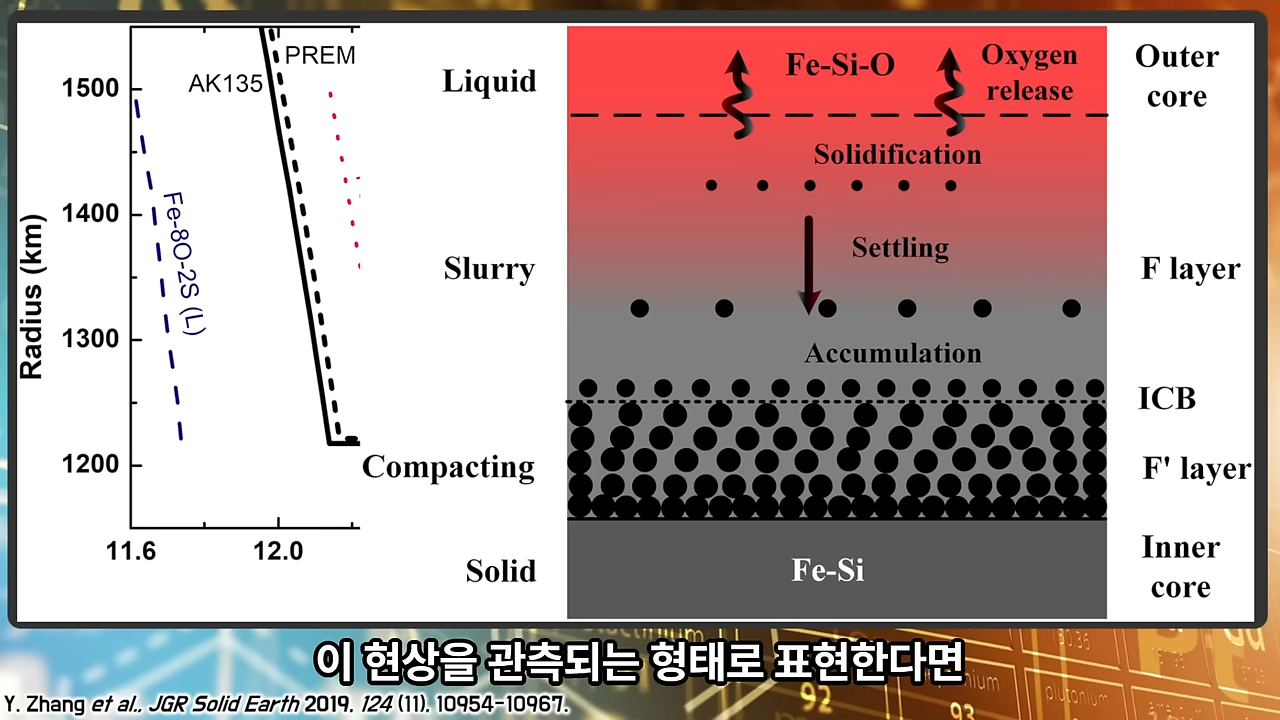 PREM
AK135
1500
1400
1300
1200
Radius (km)
Fe-8O-2S (L)
11.6
12.0
Liquid
Slurry
Compacting
Solid
Fe-Si-O
Oxygen
release
Solidification
Settling
Accumulation
Fe-Si
Outer
core
F layer
ICB
F' layer
Inner
core
이 현상을 관측되는 형태로 표현한다면
92
93
plutonium
Y. Zhang et al., JGR Solid Earth 2019, 124 (11), 10954-10967.